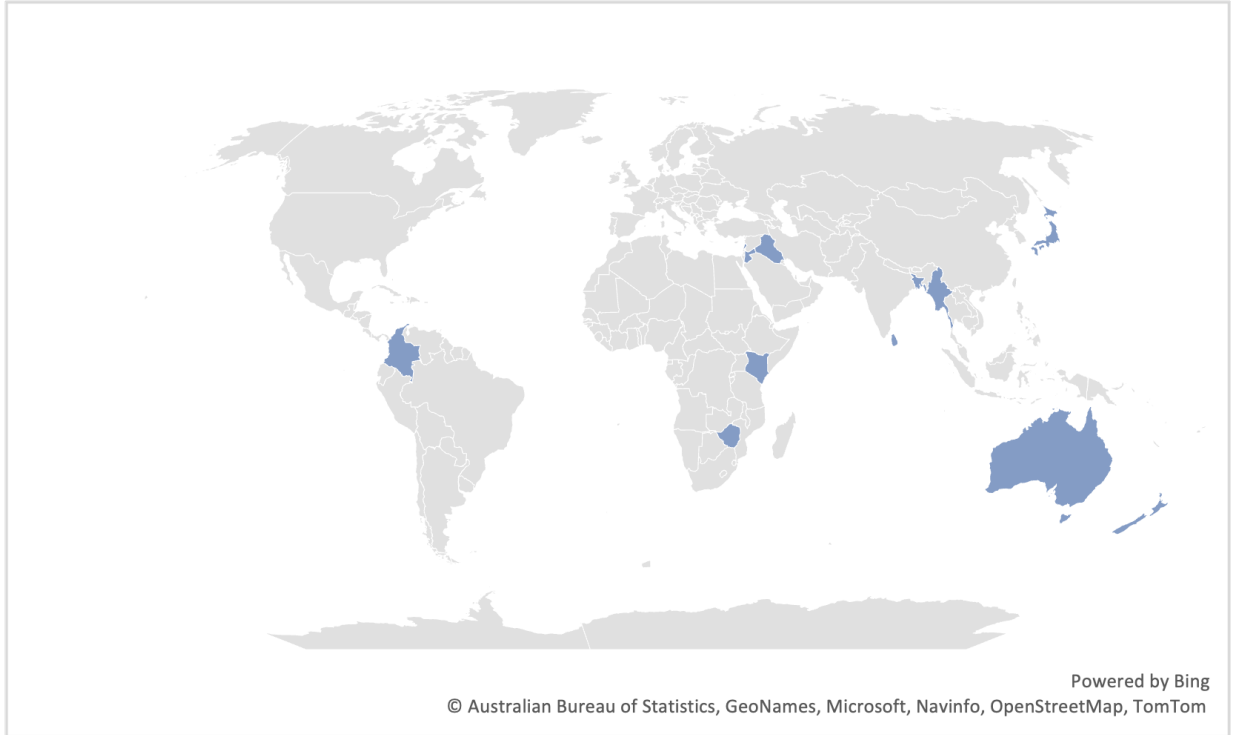 Powered by Bing
© Australian Bureau of Statistics, GeoNames, Microsoft, Navinfo, OpenStreetMap, TomTom